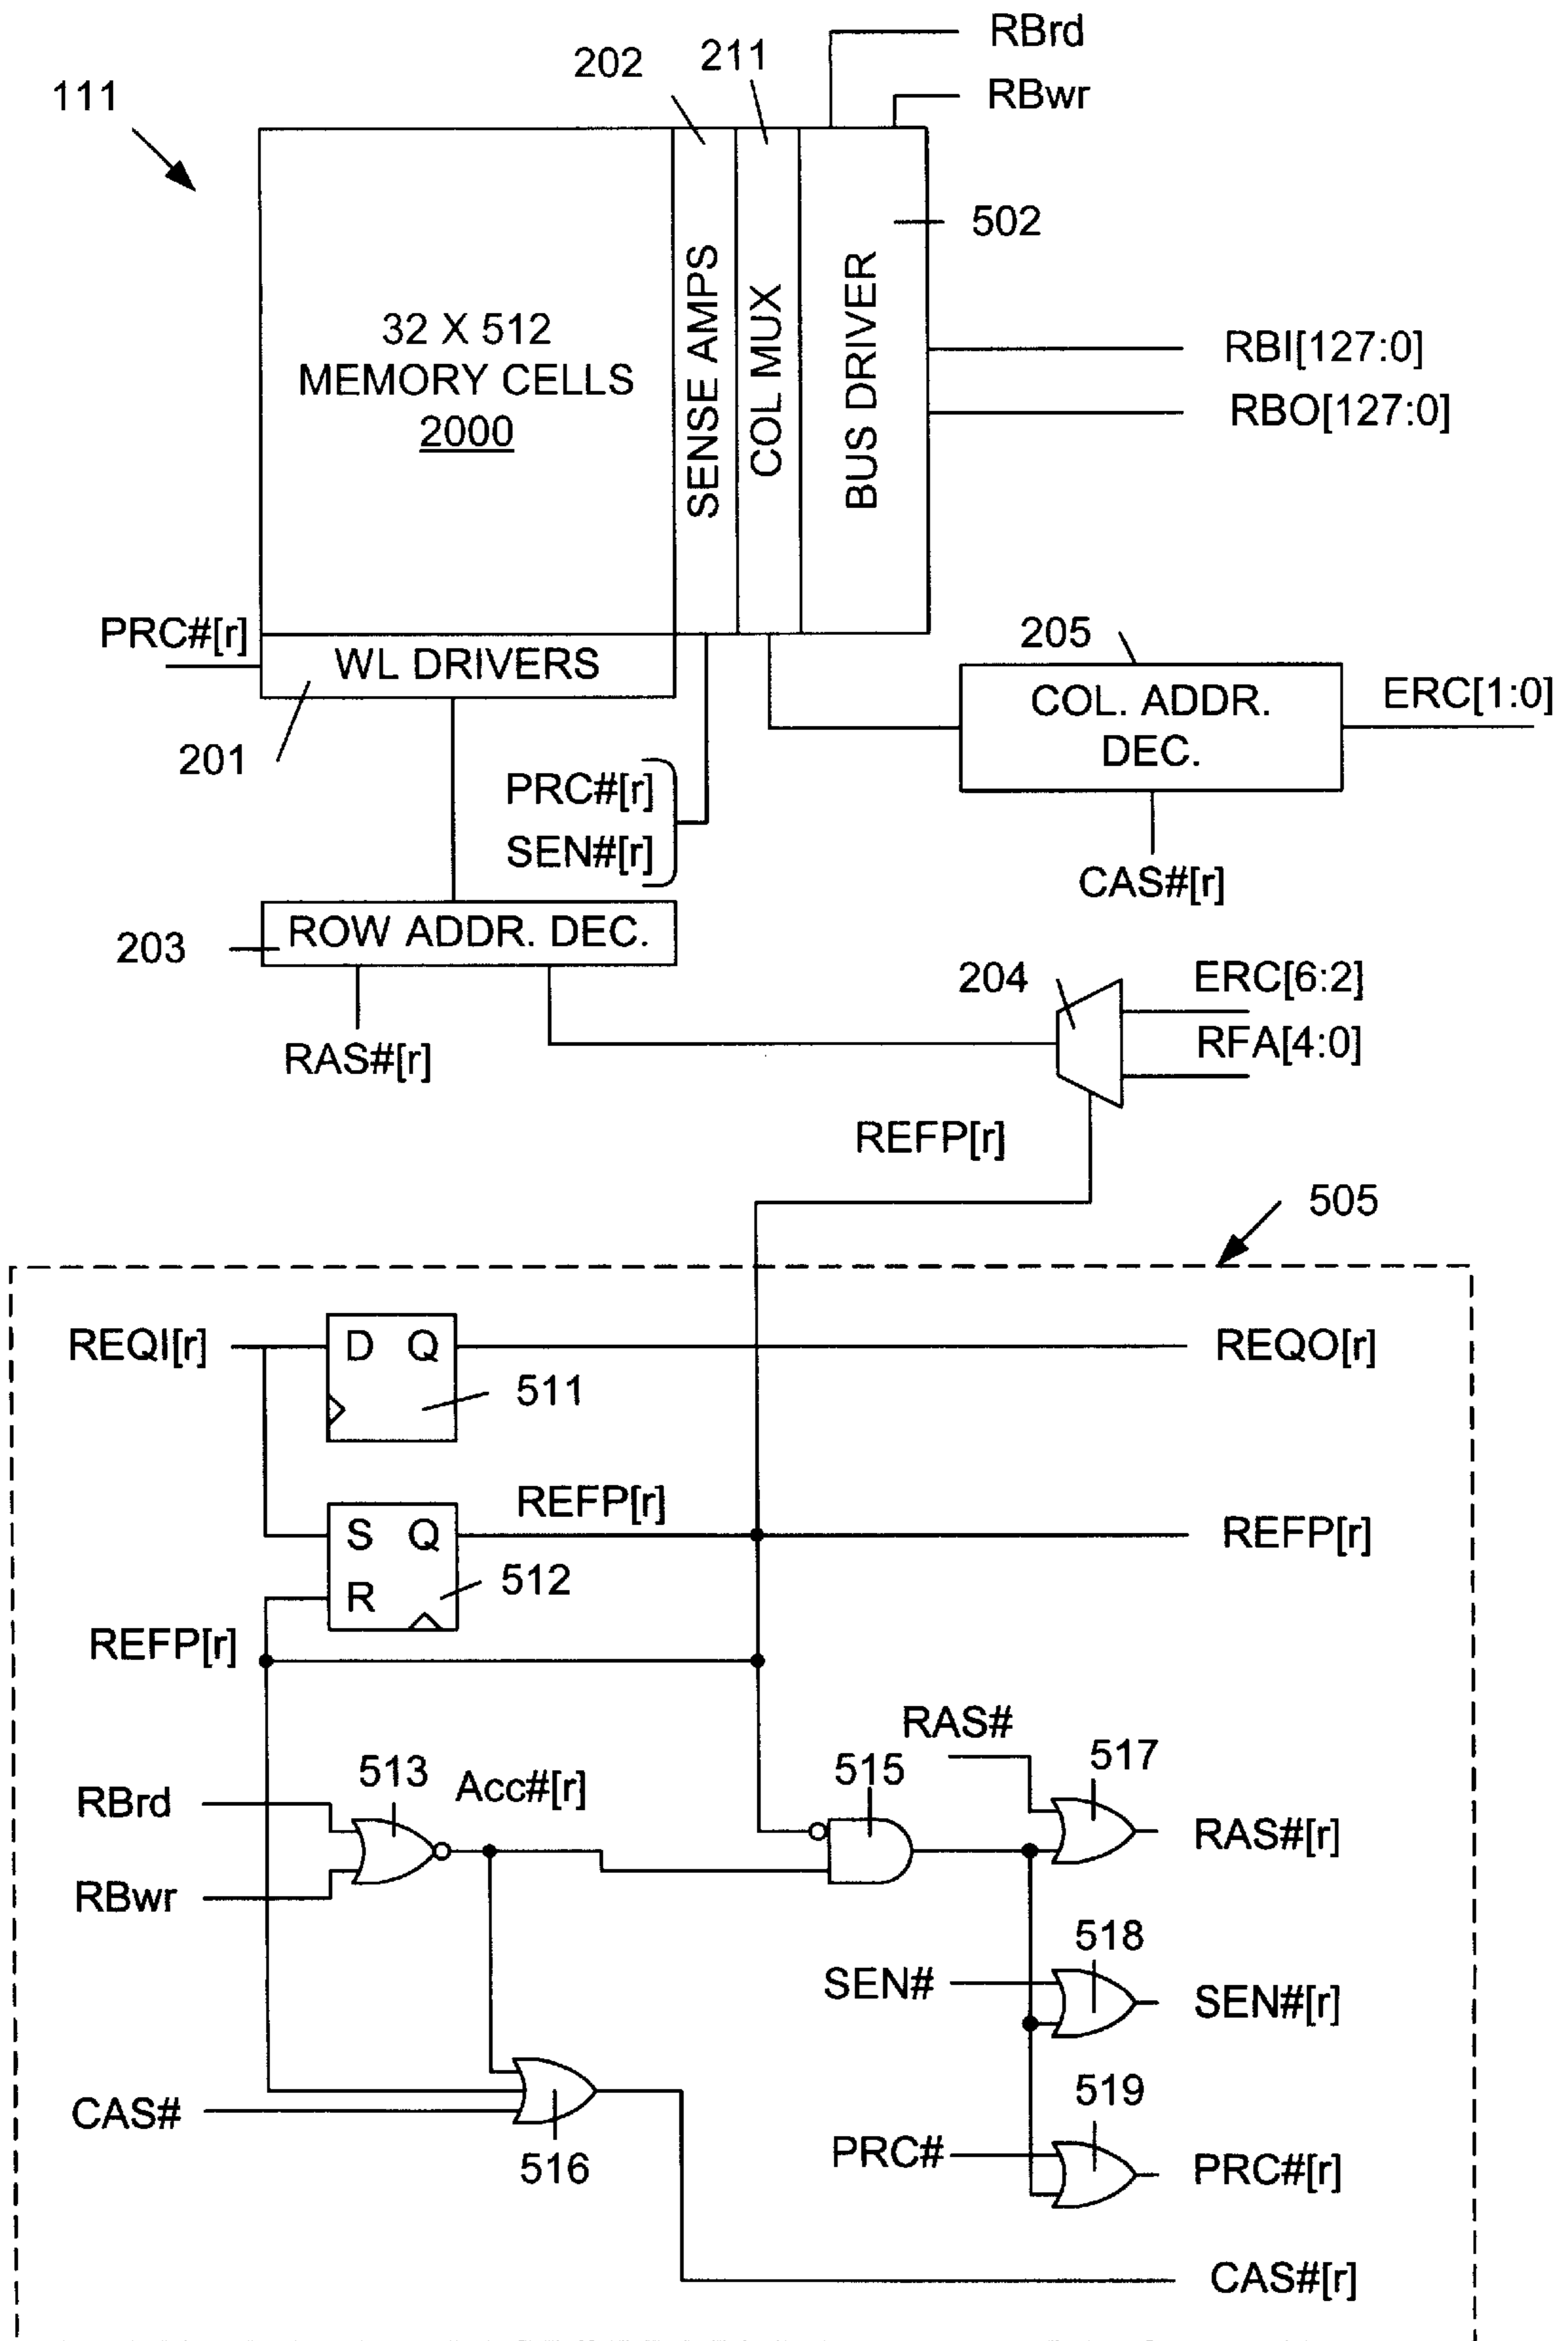 RBrd
202
211
RBwr
111
502
SENSE AMPS
COL MUX
BUS DRIVER
32 X 512
MEMORY CELLS
2000
RBI[127:0]
RBO[127:0]
PRC#[r]
WL DRIVERS
201
205
COL. ADDR.
DEC.
ERC[1:0]
PRC#[r]
SEN#[r]
CAS#[r]
203
ROW ADDR. DEC.
204
ERC[6:2]
RFA[4:0]
RAS#[r]
REFP[r]
505
REQI[r]
D Q
REQO[r]
511
REFP[r]
S Q
REFP[r]
R
512
REFP[r]
RAS#
517
513
515
Acc#[r]
RBrd
RAS#[r]
RBwr
518
SEN#
SEN#[r]
519
CAS#
PRC#
PRC#[r]
516
CAS#[r]